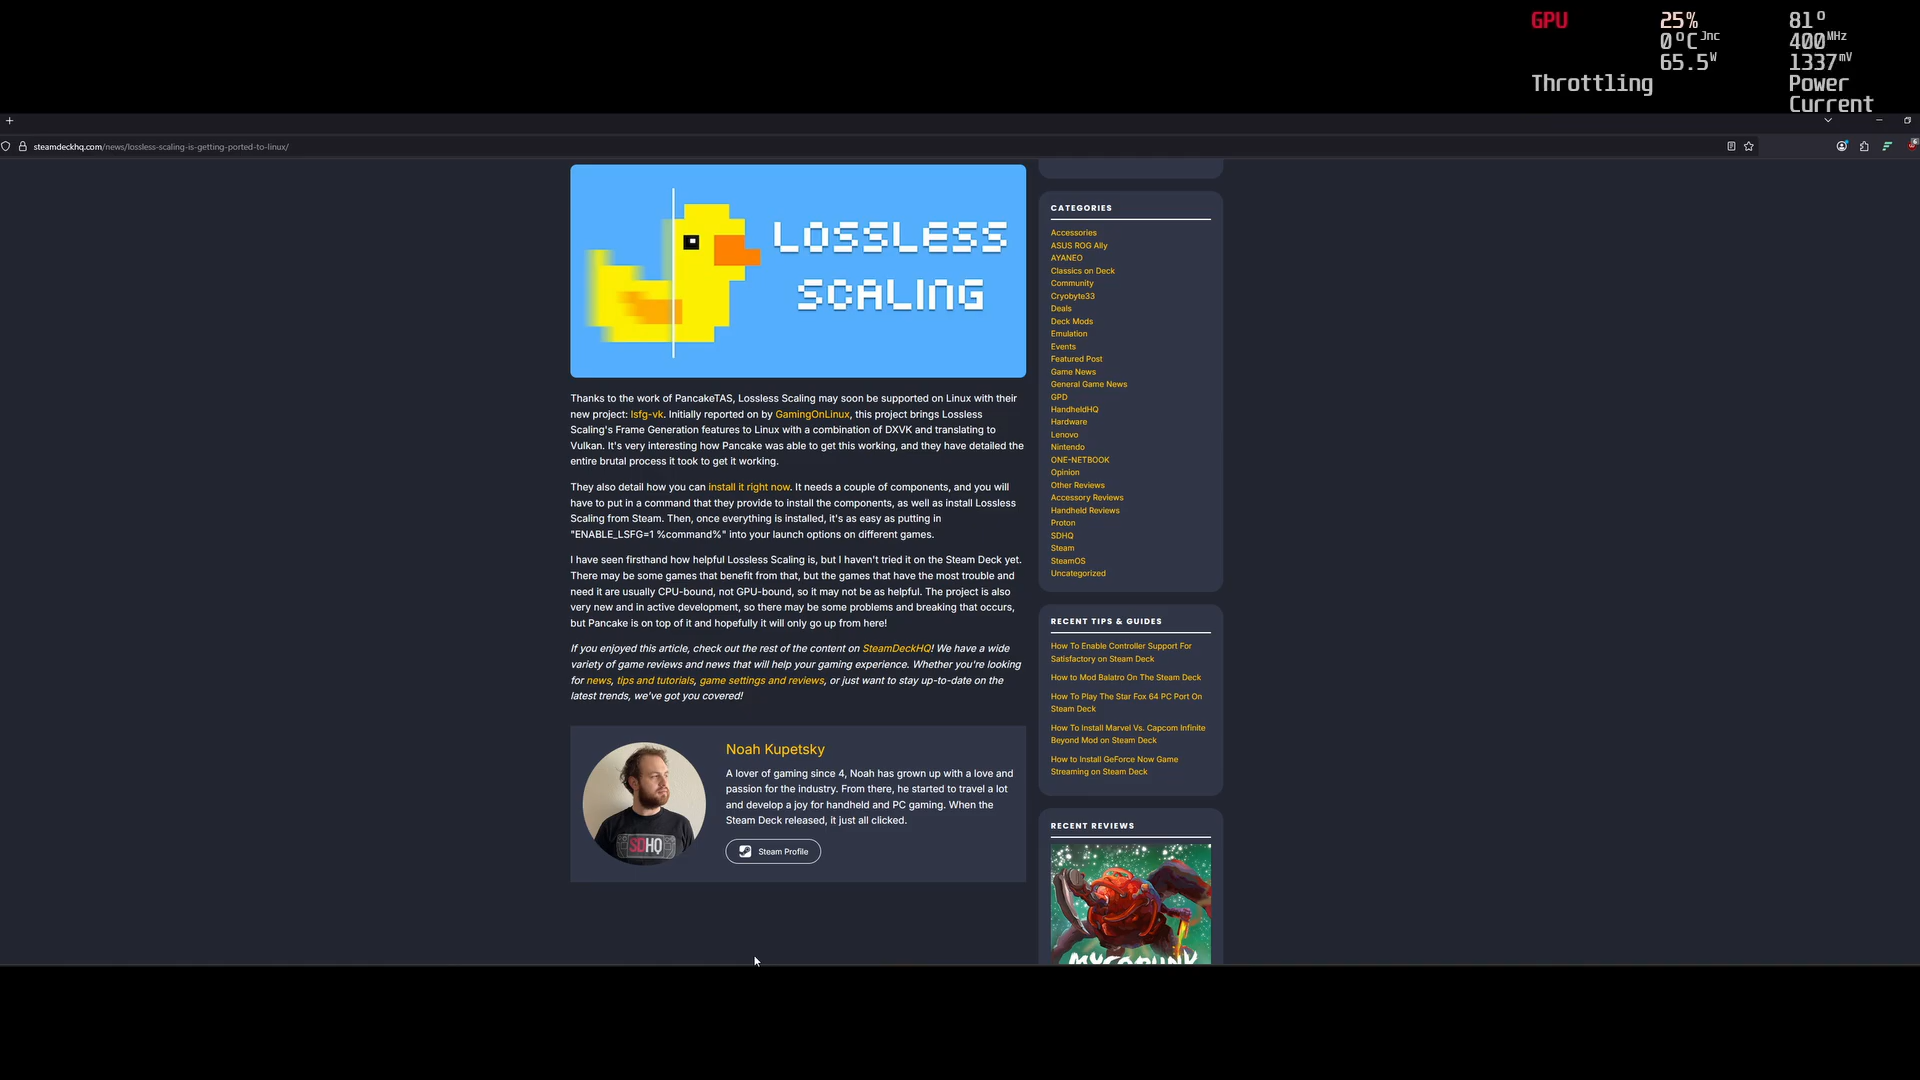 GPU 25% 81°
0°C Jnc 400MHz
65.5W 1337mV
Throttling Power
Current
steamdeckhq.com/news/lossless-scaling-is-getting-ported-to-linux/
6
LOSSLESS
SCALING
Thanks to the work of PancakeTAS, Lossless Scaling may soon be supported on Linux with their
new project: lsfg-vk. Initially reported on by GamingOnLinux, this project brings Lossless
Scaling's Frame Generation features to Linux with a combination of DXVK and translating to
Vulkan. It's very interesting how Pancake was able to get this working, and they have detailed the
entire brutal process it took to get it working.
They also detail how you can install it right now. It needs a couple of components, and you will
have to put in a command that they provide to install the components, as well as install Lossless
Scaling from Steam. Then, once everything is installed, it's as easy as putting in
"ENABLE_LSFG=1 %command%" into your launch options on different games.
I have seen firsthand how helpful Lossless Scaling is, but I haven't tried it on the Steam Deck yet.
There may be some games that benefit from that, but the games that have the most trouble and
need it are usually CPU-bound, not GPU-bound, so it may not be as helpful. The project is also
very new and in active development, so there may be some problems and breaking that occurs,
but Pancake is on top of it and hopefully it will only go up from here!
If you enjoyed this article, check out the rest of the content on SteamDeckHQ! We have a wide
variety of game reviews and news that will help your gaming experience. Whether you're looking
for news, tips and tutorials, game settings and reviews, or just want to stay up-to-date on the
latest trends, we've got you covered!
SDHQ
Noah Kupetsky
A lover of gaming since 4, Noah has grown up with a love and
passion for the industry. From there, he started to travel a lot
and develop a joy for handheld and PC gaming. When the
Steam Deck released, it just all clicked.
Steam Profile
CATEGORIES
Accessories
ASUS ROG Ally
AYANEO
Classics on Deck
Community
Cryobyte33
Deals
Deck Mods
Emulation
Events
Featured Post
Game News
General Game News
GPD
HandheldHQ
Hardware
Lenovo
Nintendo
ONE-NETBOOK
Opinion
Other Reviews
Accessory Reviews
Handheld Reviews
Proton
SDHQ
Steam
SteamOS
Uncategorized
RECENT TIPS & GUIDES
How To Enable Controller Support For
Satisfactory on Steam Deck
How to Mod Balatro On The Steam Deck
How To Play The Star Fox 64 PC Port On
Steam Deck
How To Install Marvel Vs. Capcom Infinite
Beyond Mod on Steam Deck
How to Install GeForce Now Game
Streaming on Steam Deck
RECENT REVIEWS
MYCOPUNK